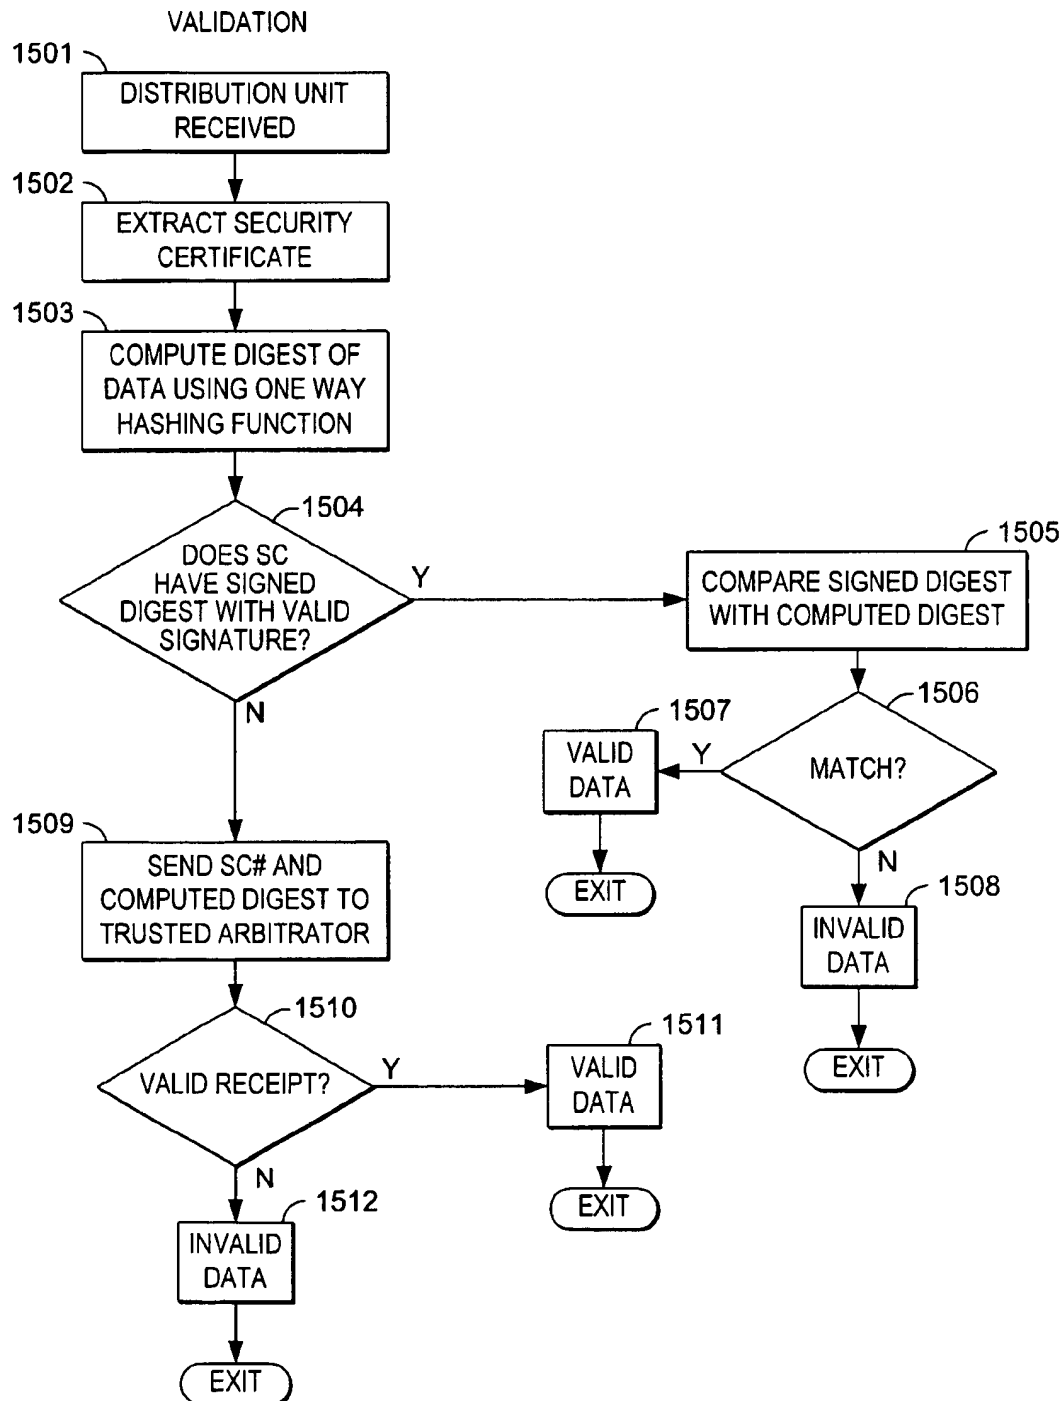 VALIDATION
1501
DISTRIBUTION UNIT
RECEIVED
1502
EXTRACT SECURITY
CERTIFICATE
1503
COMPUTE DIGEST OF
DATA USING ONE WAY
HASHING FUNCTION
1504
DOES SC
HAVE SIGNED
DIGEST WITH VALID
SIGNATURE?
Y
N
1505
COMPARE SIGNED DIGEST
WITH COMPUTED DIGEST
1506
MATCH?
Y
N
1507
VALID
DATA
EXIT
1508
INVALID
DATA
EXIT
1509
SEND SC# AND
COMPUTED DIGEST TO
TRUSTED ARBITRATOR
1510
VALID RECEIPT?
Y
N
1511
VALID
DATA
EXIT
1512
INVALID
DATA
EXIT